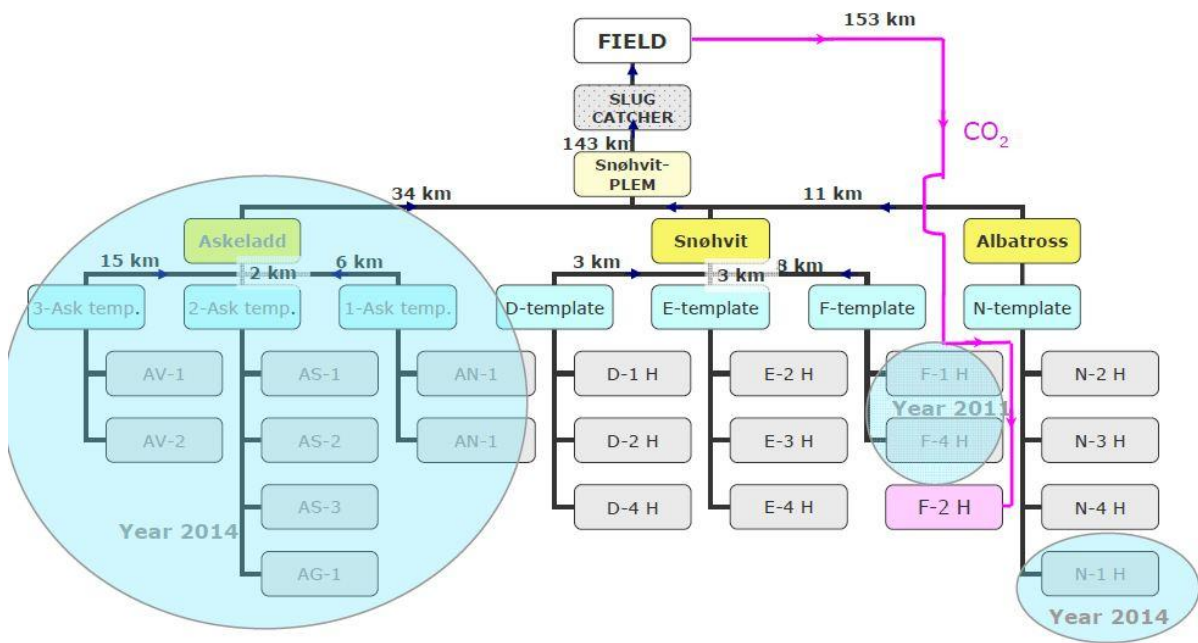 153 km
FIELD
SLUG
CATCHER
CO₂
143 km
Snøhvit-
PLEM
34 km
11 km
Askeladd
Snøhvit
Albatross
15 km
2 km
6 km
3 km
3 km
8 km
3-Ask temp.
2-Ask temp.
1-Ask temp.
D-template
E-template
F-template
N-template
AV-1
AS-1
AN-1
D-1 H
E-2 H
F-1 H
N-2 H
Year 2011
AV-2
AS-2
AN-1
D-2 H
E-3 H
F-4 H
N-3 H
AS-3
D-4 H
E-4 H
F-2 H
N-4 H
Year 2014
AG-1
N-1 H
Year 2014